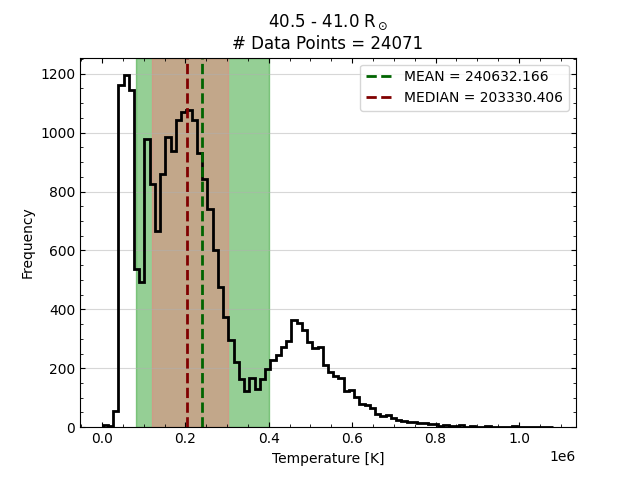 40.5 - 41.0 R⊙
# Data Points = 24071
MEAN = 240632.166
MEDIAN = 203330.406
Frequency
1200
1000
800
600
400
200
0
0.0 0.2 0.4 0.6 0.8 1.0
1e6
Temperature [K]